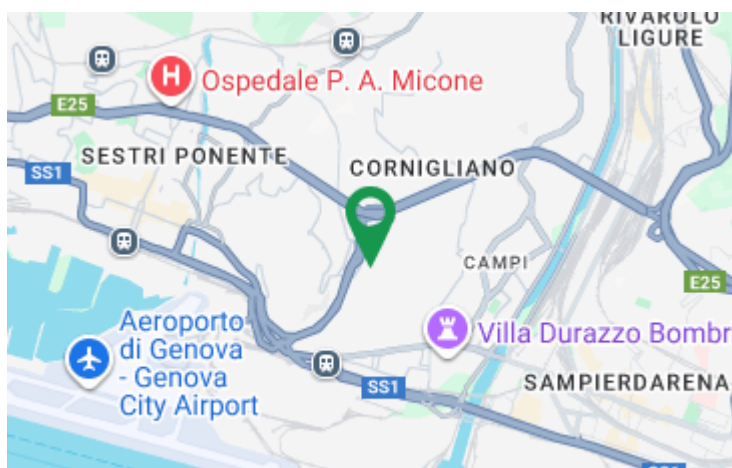 RIVAROLO
LIGURE
H
Ospedale P. A. Micone
E25
SESTRI PONENTE
CORNIGLIANO
SS1
CAMPI
E25
Aeroporto
di Genova
- Genova
City Airport
Villa Durazzo Bombr
SS1
SAMPIERDARENA
SS1